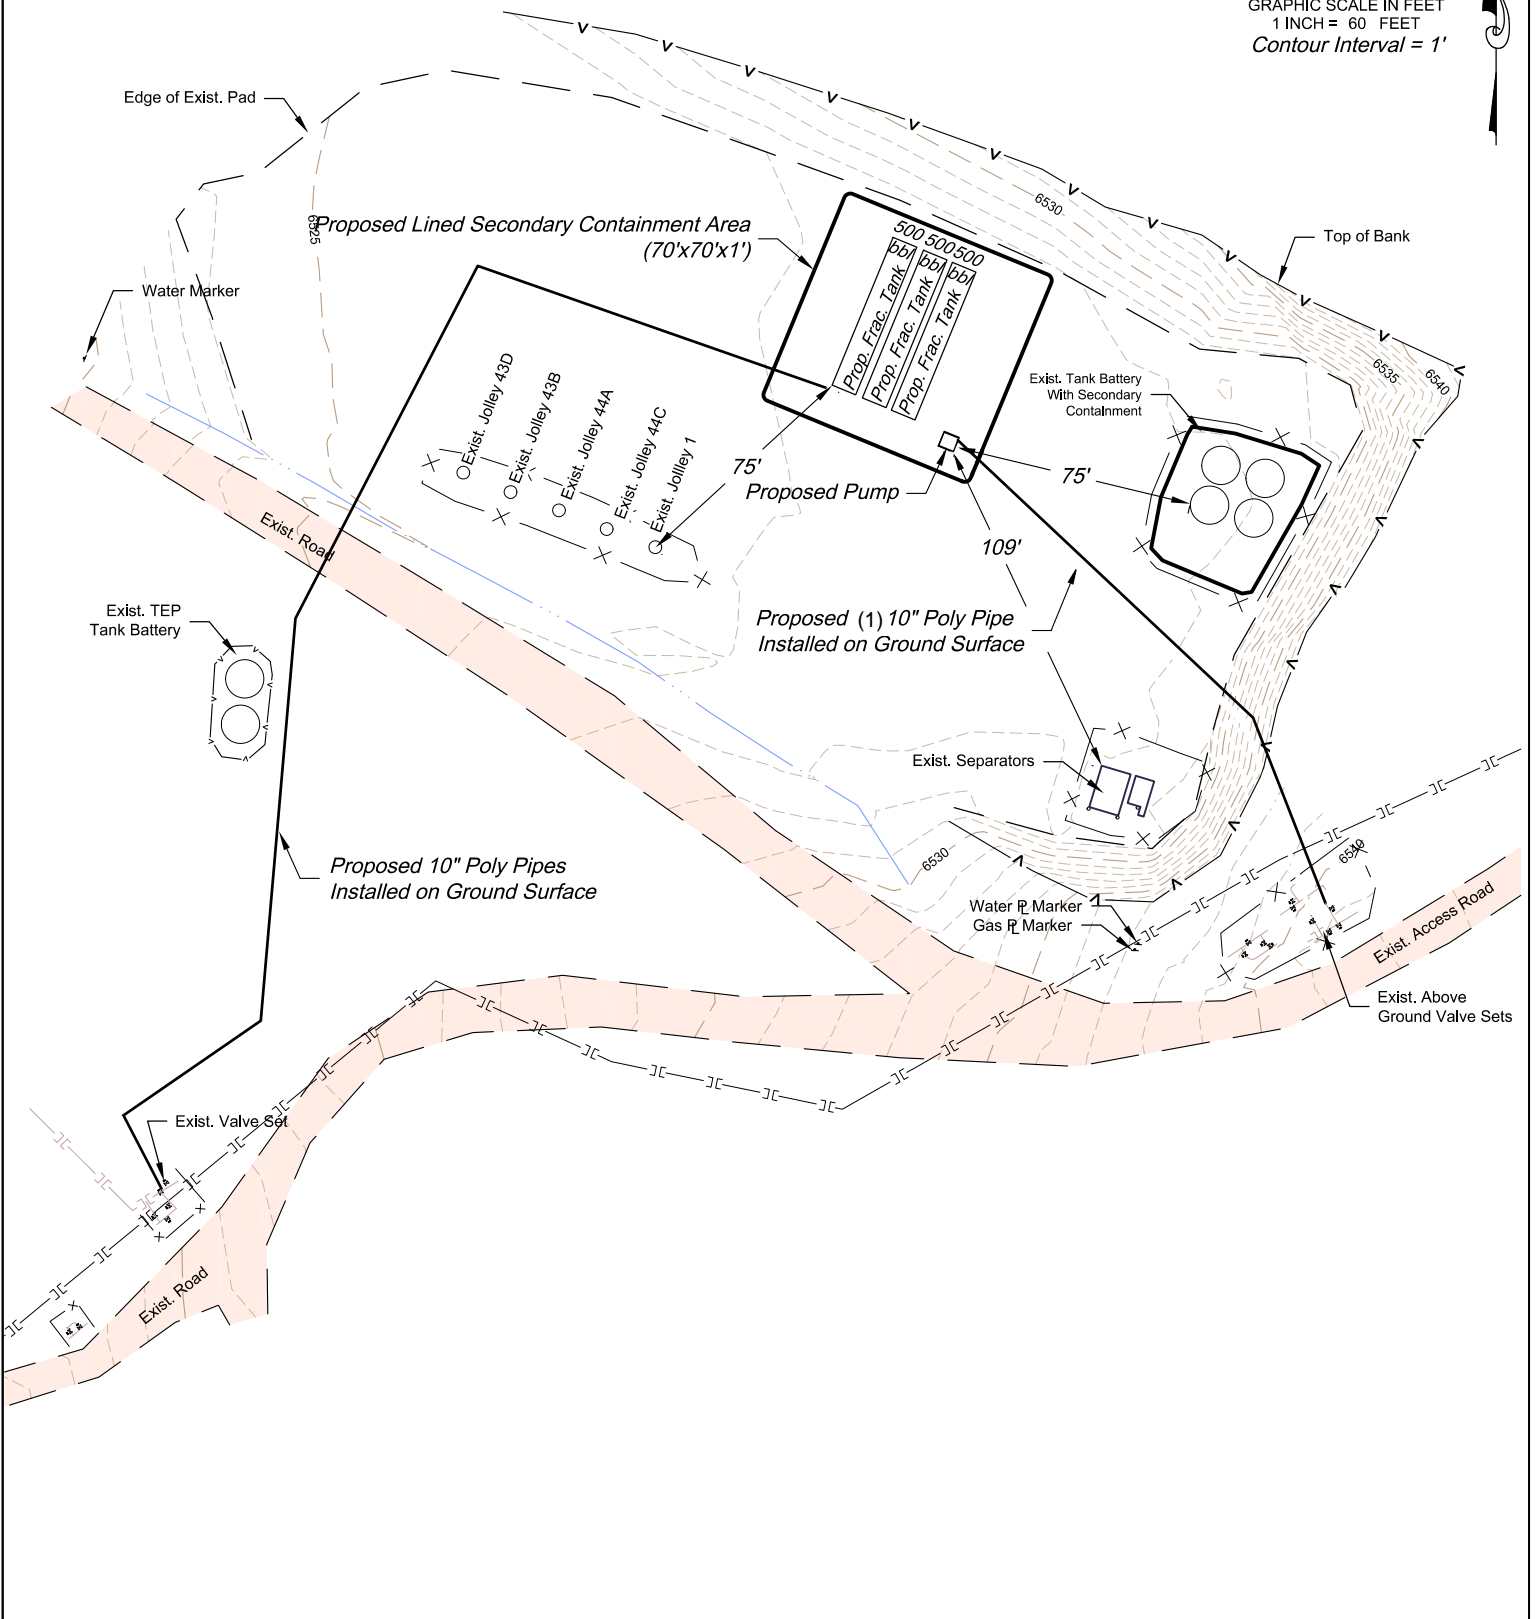 GRAPHIC SCALE IN FEET
1 INCH = 60 FEET
Contour Interval = 1'
Edge of Exist. Pad
6530
6525
Proposed Lined Secondary Containment Area
(70'x70'x1')
500 500 500
bbl bbl bbl
Prop. Frac. Tank
Prop. Frac. Tank
Prop. Frac. Tank
Top of Bank
Water Marker
Exist. Jolley 43D
Exist. Jolley 43B
Exist. Jolley 44A
Exist. Jolley 44C
Exist. Jollley 1
Exist. Tank Battery
With Secondary
Containment
6535
6540
75'
Proposed Pump
75'
109'
Exist. Road
Exist. TEP
Tank Battery
Proposed (1) 10" Poly Pipe
Installed on Ground Surface
Exist. Separators
Proposed 10" Poly Pipes
Installed on Ground Surface
6530
6540
Water PL Marker
Gas PL Marker
Exist. Access Road
Exist. Above
Ground Valve Sets
Exist. Valve Set
Exist. Road